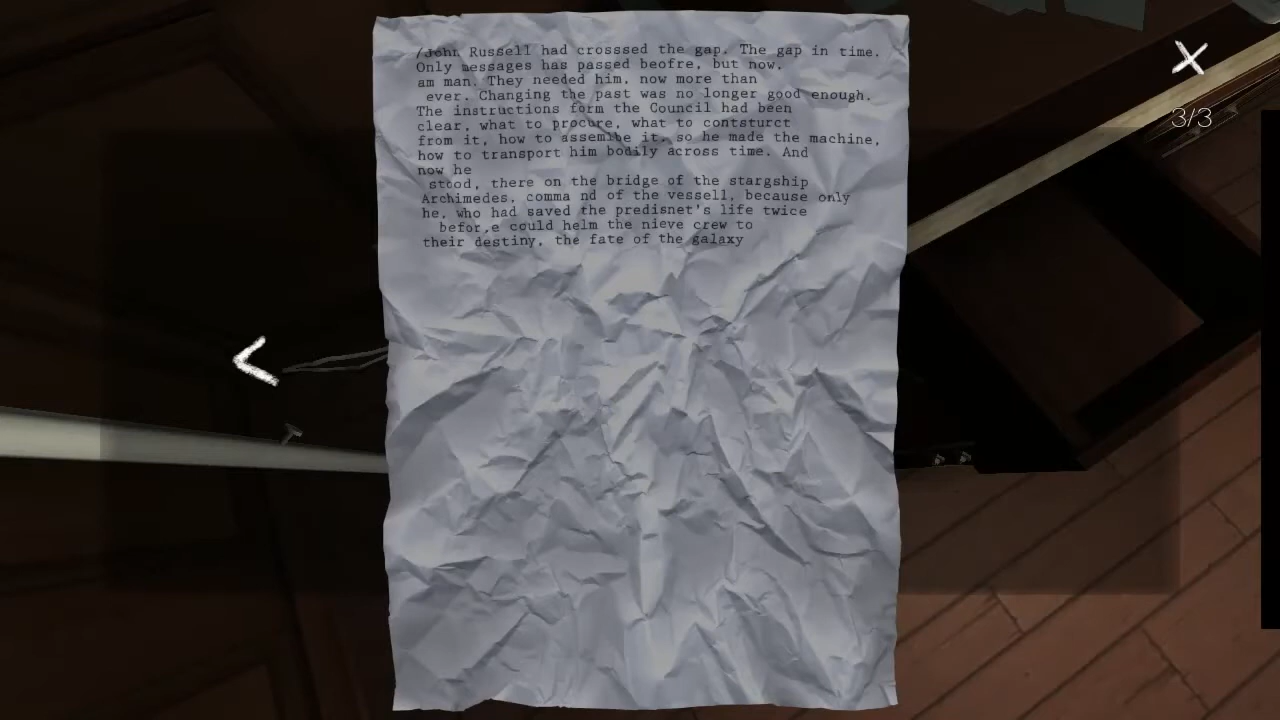 /John Russell had crosssed the gap. The gap in time.
Only messages has passed beofre, but now,
am man. They needed him, now more than
ever. Changing the past was no longer good enough.
The instructions form the Council had been
clear, what to procure, what to contsturct
from it, how to assemlbe it, so he made the machine,
how to transport him bodily across time. And
now he
stood, there on the bridge of the stargship
Archimedes, comma nd of the vessell, because only
he, who had saved the predisnet's life twice
befor,e could helm the nieve crew to
their destiny, the fate of the galaxy
3/3